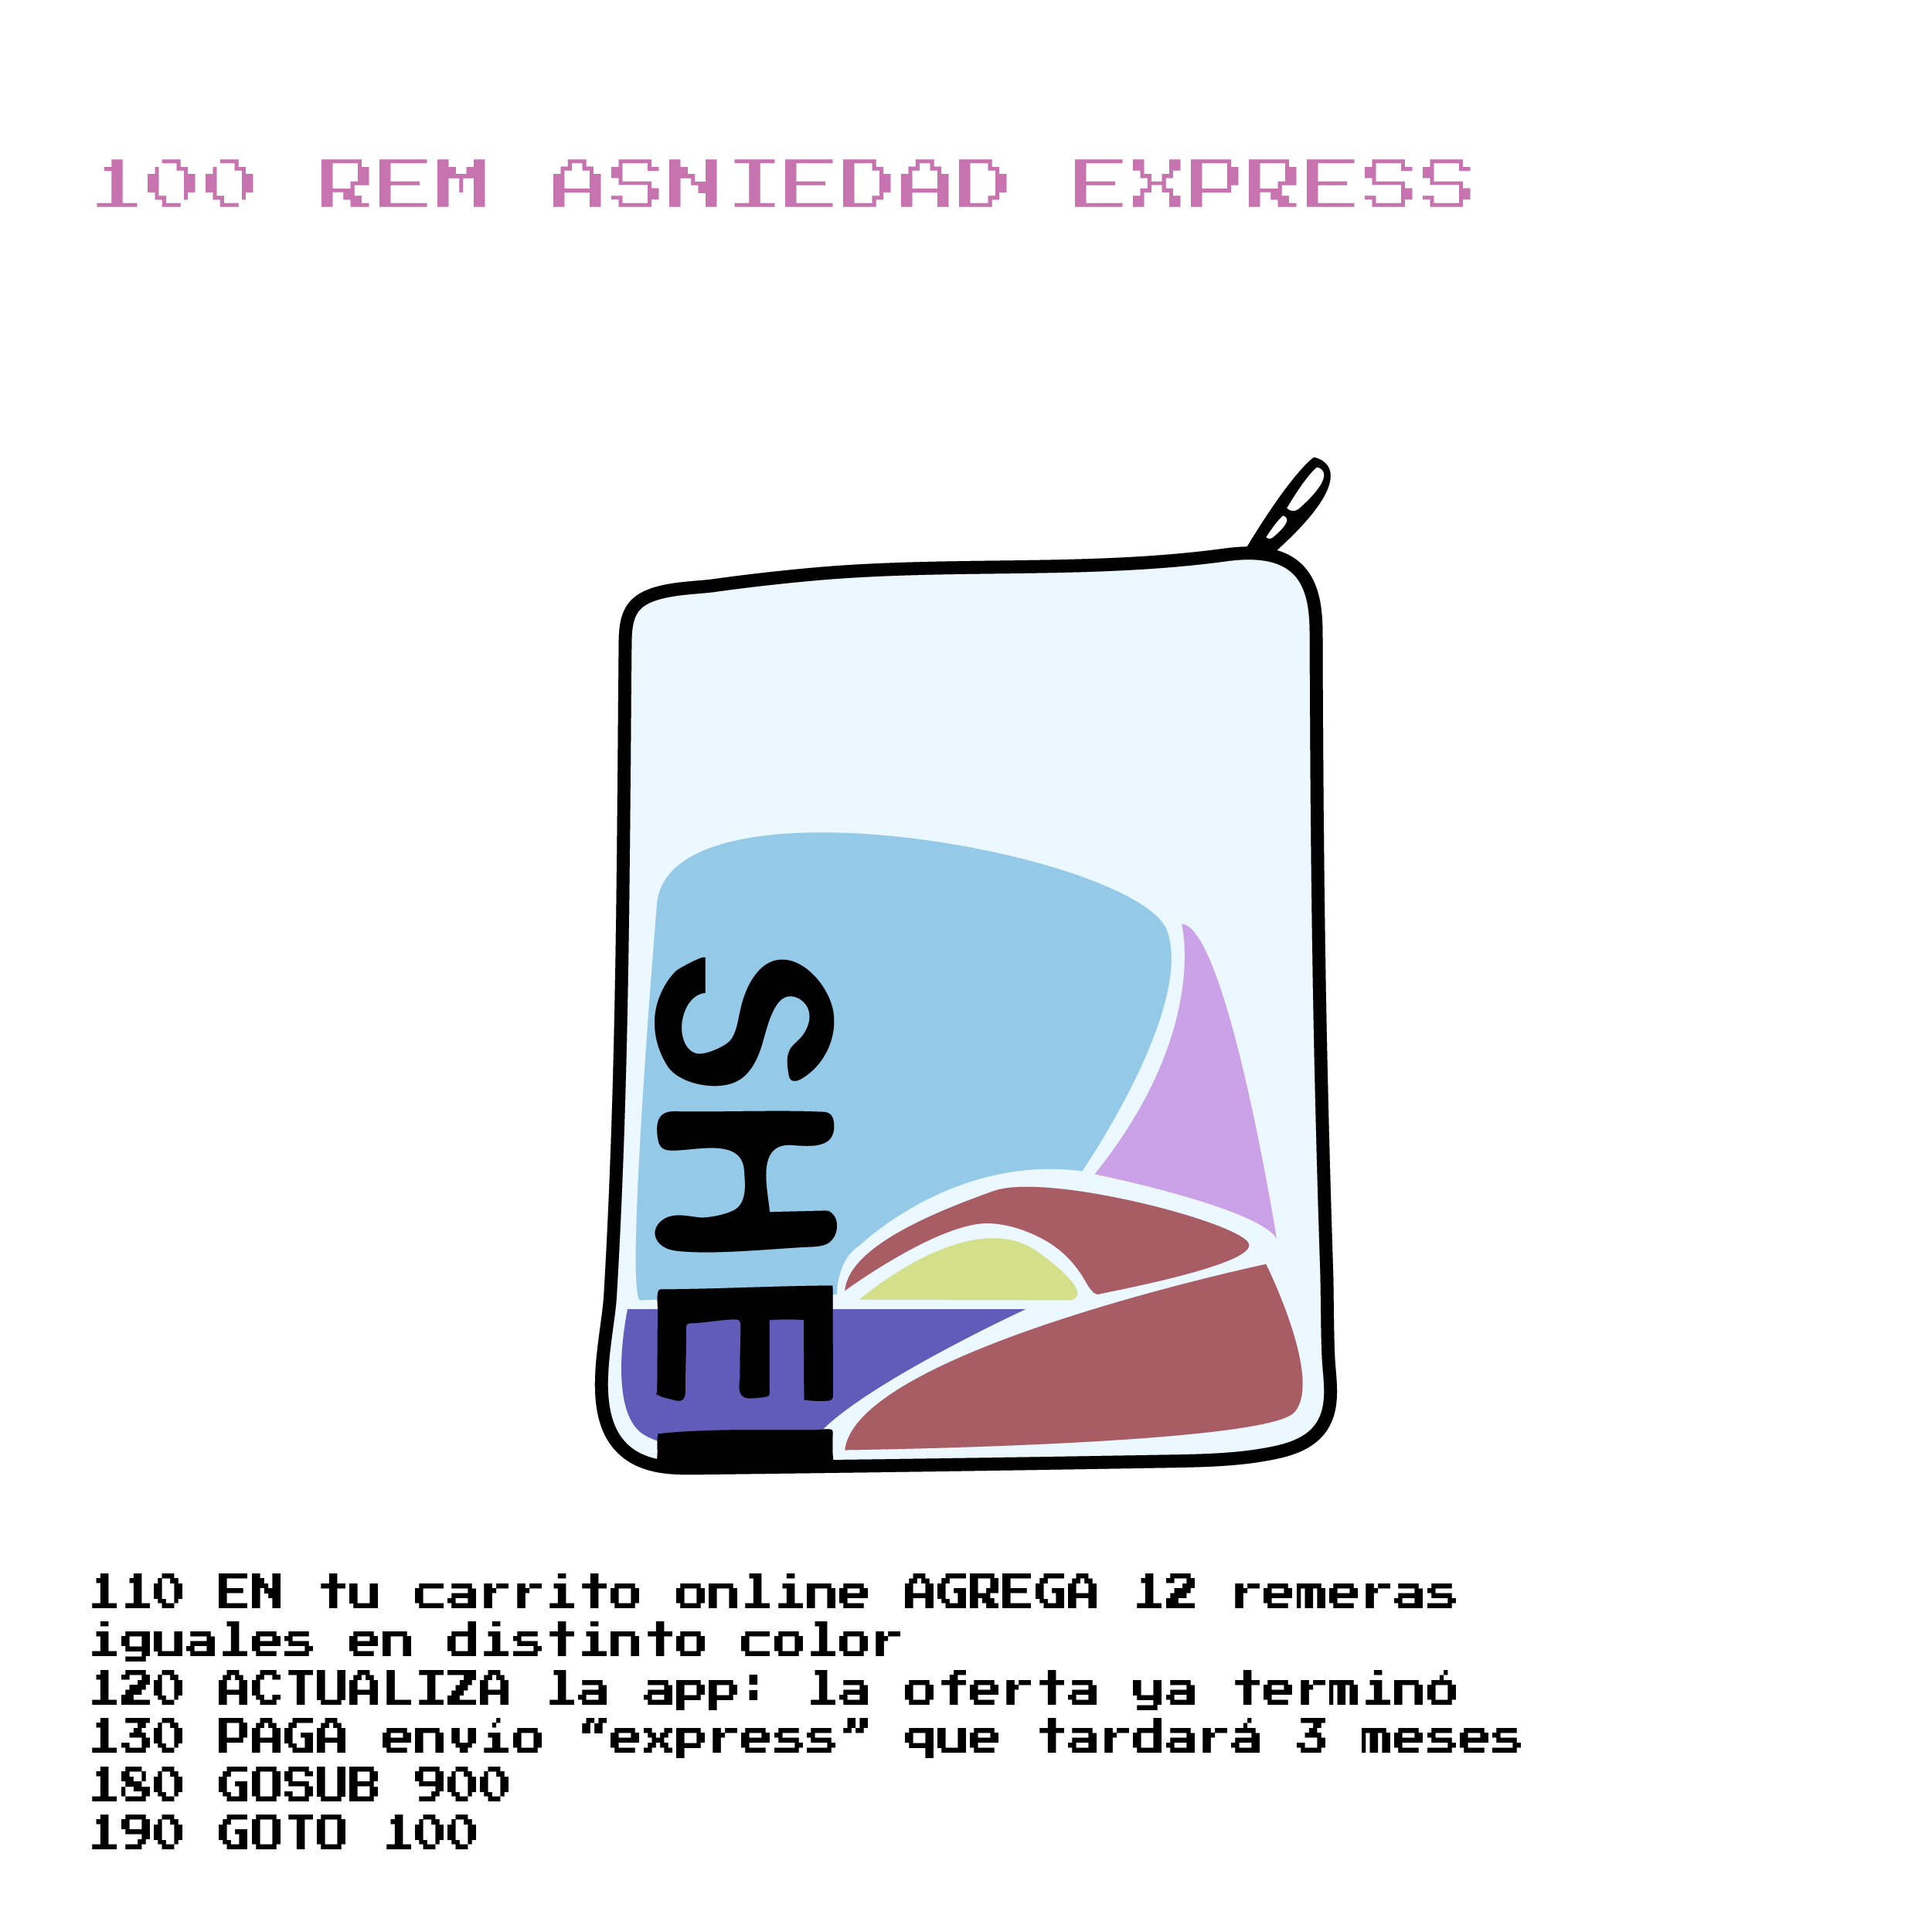 100 REM ASNIEDAD EXPRESS
SHEI
110 EN tu carrito online AGREGA 12 remeras
iguales en distinto color
120 ACTUALIZA la app: la oferta ya terminó
130 PAGA envío “express” que tardará 3 meses
180 GOSUB 900
190 GOTO 100